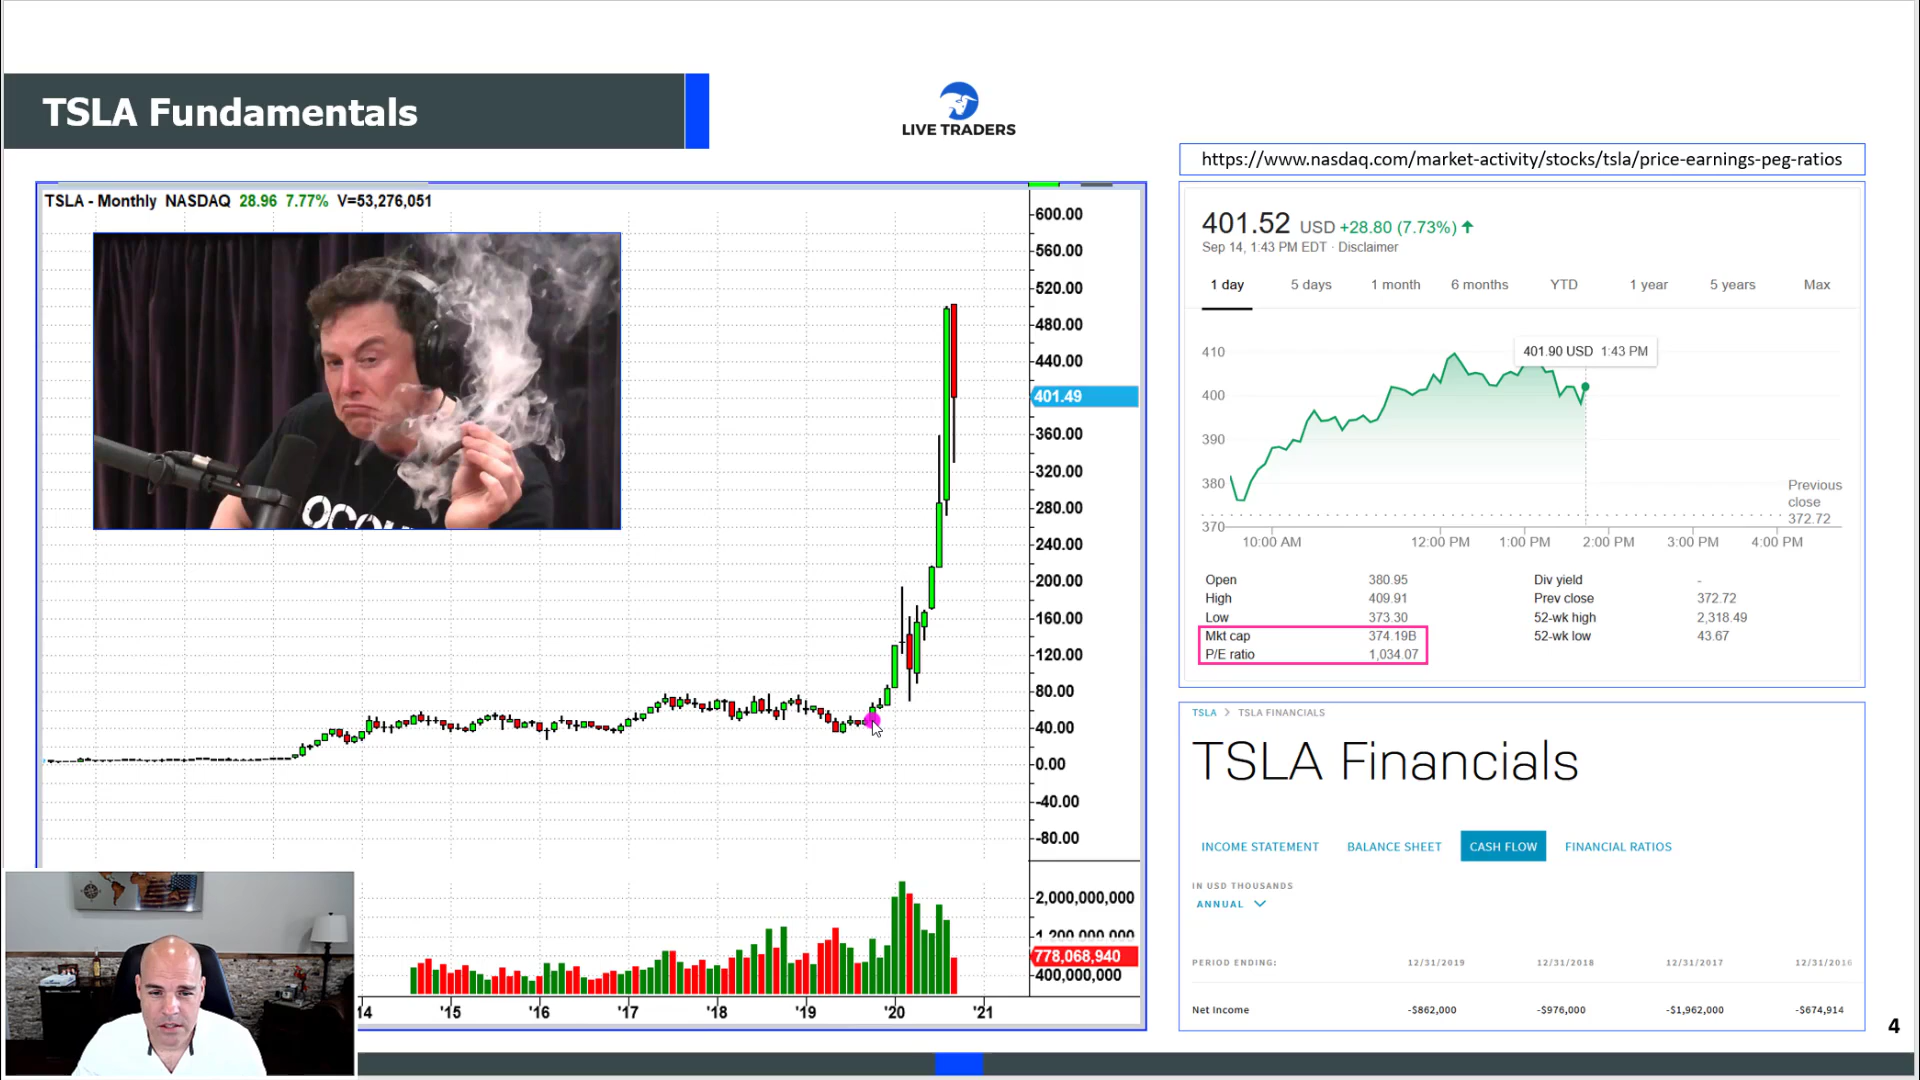 TSLA Fundamentals
LIVE TRADERS
https://www.nasdaq.com/market-activity/stocks/tsla/price-earnings-peg-ratios
TSLA - Monthly NASDAQ 28.96 7.77% V=53,276,051
600.00
560.00
520.00
480.00
440.00
401.49
360.00
320.00
280.00
240.00
200.00
160.00
120.00
80.00
40.00
0.00
-40.00
-80.00
2,000,000,000
1,200,000,000
778,068,940
400,000,000
14 '15 '16 '17 '18 '19 '20 '21
401.52 USD +28.80 (7.73%)
Sep 14, 1:43 PM EDT · Disclaimer
1 day 5 days 1 month 6 months YTD 1 year 5 years Max
401.90 USD 1:43 PM
410
400
390
380
370
Previous
close
372.72
10:00 AM 12:00 PM 1:00 PM 2:00 PM 3:00 PM 4:00 PM
Open 380.95 Div yield -
High 409.91 Prev close 372.72
Low 373.30 52-wk high 2,318.49
Mkt cap 374.19B 52-wk low 43.67
P/E ratio 1,034.07
TSLA > TSLA FINANCIALS
TSLA Financials
INCOME STATEMENT BALANCE SHEET CASH FLOW FINANCIAL RATIOS
IN USD THOUSANDS
ANNUAL
PERIOD ENDING: 12/31/2019 12/31/2018 12/31/2017 12/31/2016
Net Income -$862,000 -$976,000 -$1,962,000 -$674,914
4